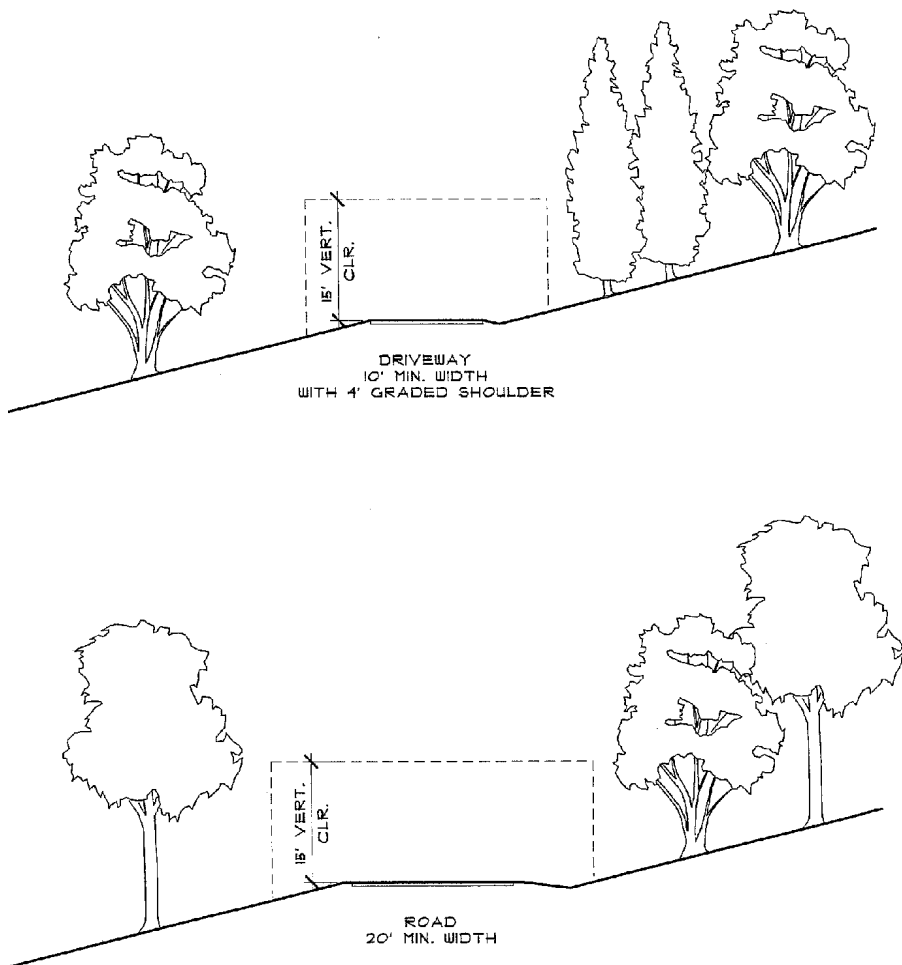 15' VERT.
CLR.
DRIVEWAY
10' MIN. WIDTH
WITH 4' GRADED SHOULDER
15' VERT.
CLR.
ROAD
20' MIN. WIDTH